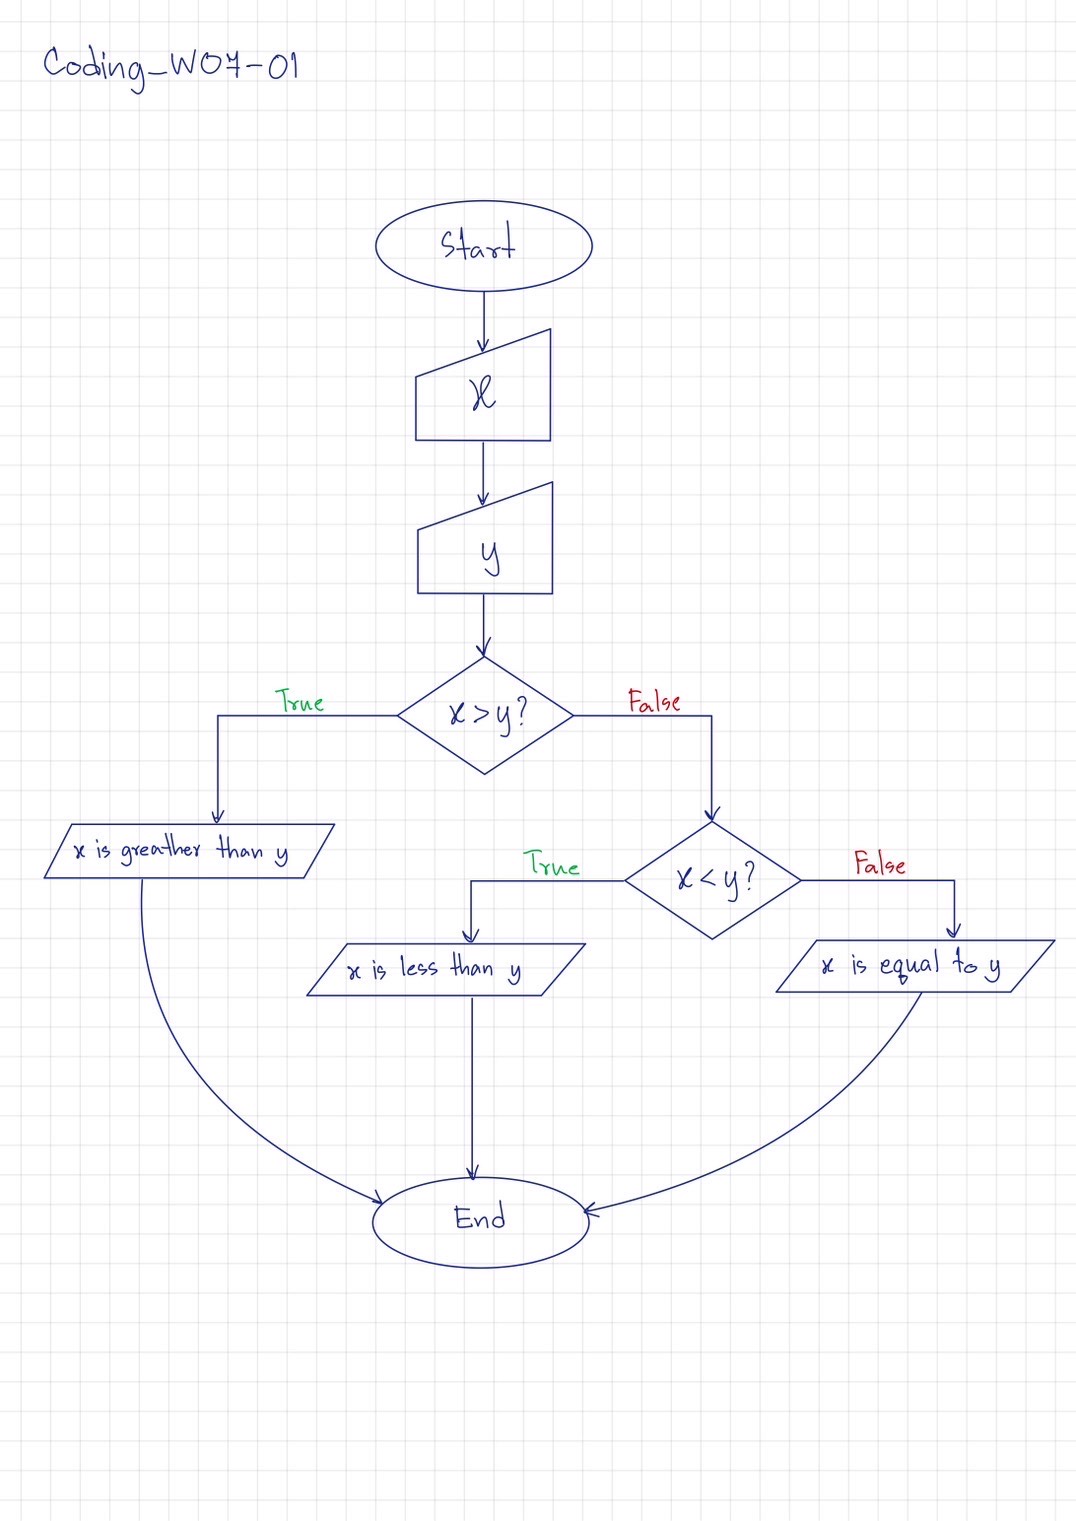 Coding_W07-01
Start
x
y
x > y?
True
False
x is greather than y
x < y?
True
False
x is less than y
x is equal to y
End